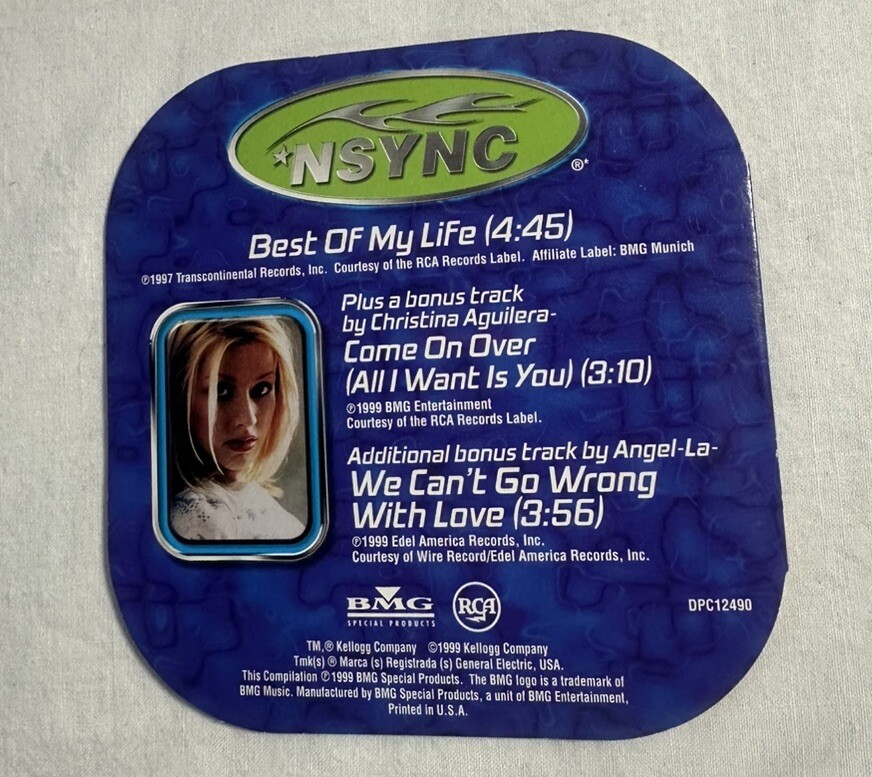 *NSYNC ®*
Best Of My Life (4:45)
℗1997 Transcontinental Records, Inc. Courtesy of the RCA Records Label. Affiliate Label: BMG Munich
Plus a bonus track
by Christina Aguilera-
Come On Over
(All I Want Is You) (3:10)
℗1999 BMG Entertainment
Courtesy of the RCA Records Label.
Additional bonus track by Angel-La-
We Can't Go Wrong
With Love (3:56)
℗1999 Edel America Records, Inc.
Courtesy of Wire Record/Edel America Records, Inc.
BMG
SPECIAL PRODUCTS
RCA
DPC12490
TM,® Kellogg Company ©1999 Kellogg Company
Tmk(s) ® Marca (s) Registrada (s) General Electric, USA.
This Compilation ℗ 1999 BMG Special Products. The BMG logo is a trademark of
BMG Music. Manufactured by BMG Special Products, a unit of BMG Entertainment,
Printed in U.S.A.